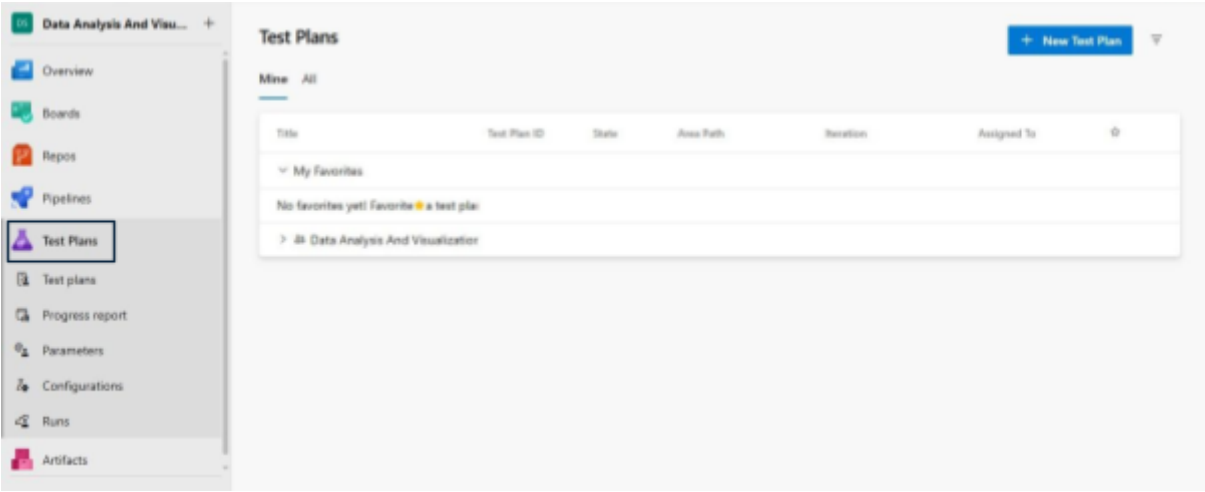 DS Data Analysis And Visu... +
Overview
Boards
Repos
Pipelines
Test Plans
Test plans
Progress report
Parameters
Configurations
Runs
Artifacts
Test Plans
+ New Test Plan
Mine All
Title Test Plan ID State Area Path Iteration Assigned To
My Favorites
No favorites yet! Favorite a test plan
Data Analysis And Visualization